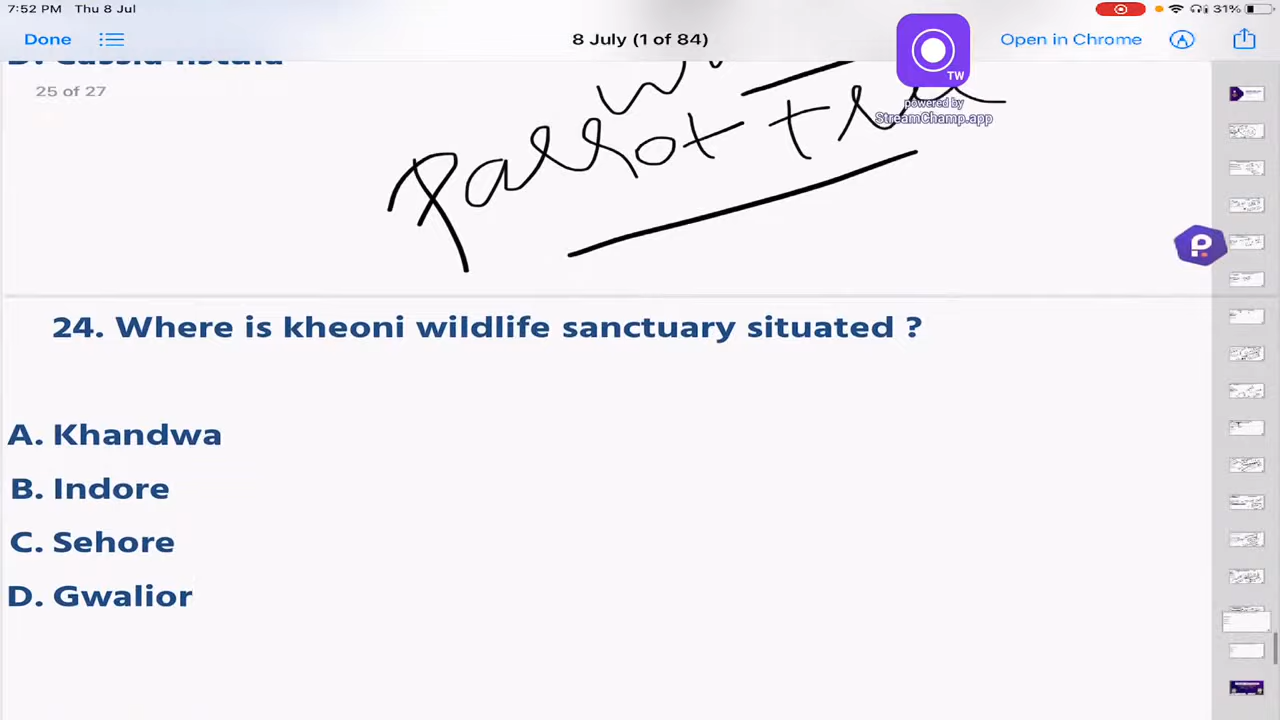 7:52 PM Thu 8 Jul
31%
Done
8 July (1 of 84)
Open in Chrome
TW
powered by
StreamChamp.app
25 of 27
Parrot
24. Where is kheoni wildlife sanctuary situated ?
A. Khandwa
B. Indore
C. Sehore
D. Gwalior